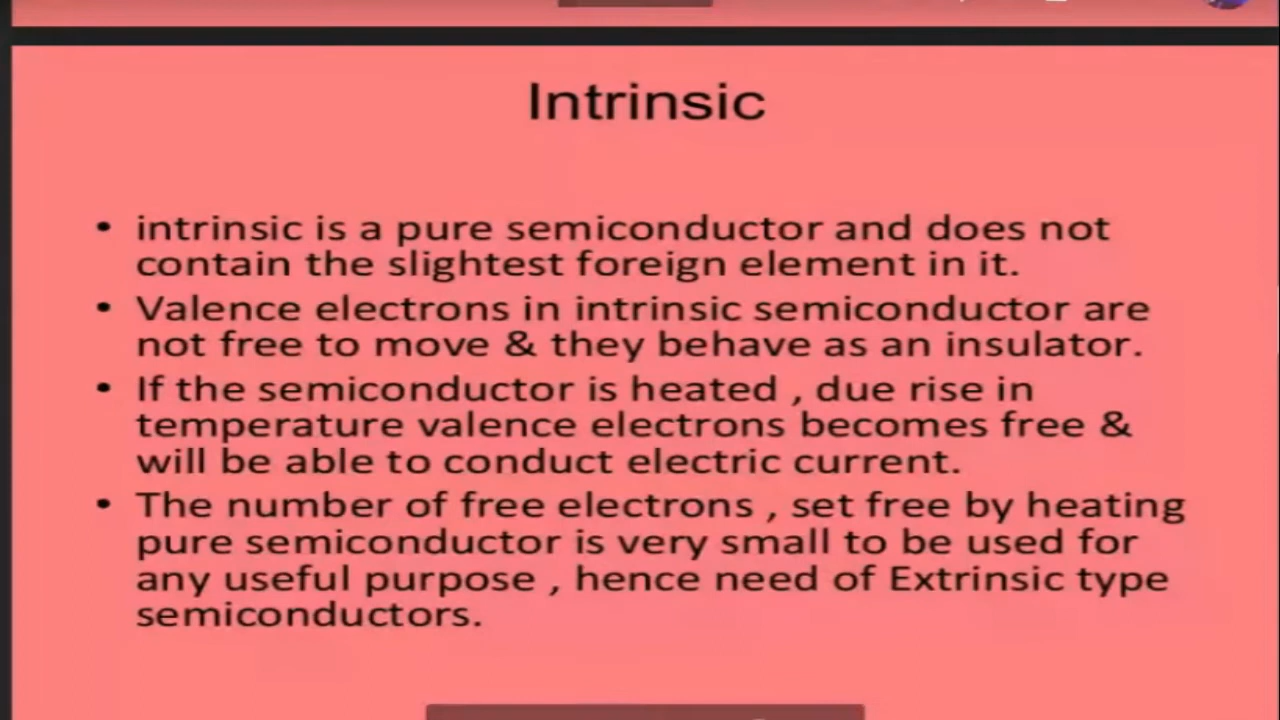 Intrinsic
• intrinsic is a pure semiconductor and does not
contain the slightest foreign element in it.
• Valence electrons in intrinsic semiconductor are
not free to move & they behave as an insulator.
• If the semiconductor is heated , due rise in
temperature valence electrons becomes free &
will be able to conduct electric current.
• The number of free electrons , set free by heating
pure semiconductor is very small to be used for
any useful purpose , hence need of Extrinsic type
semiconductors.